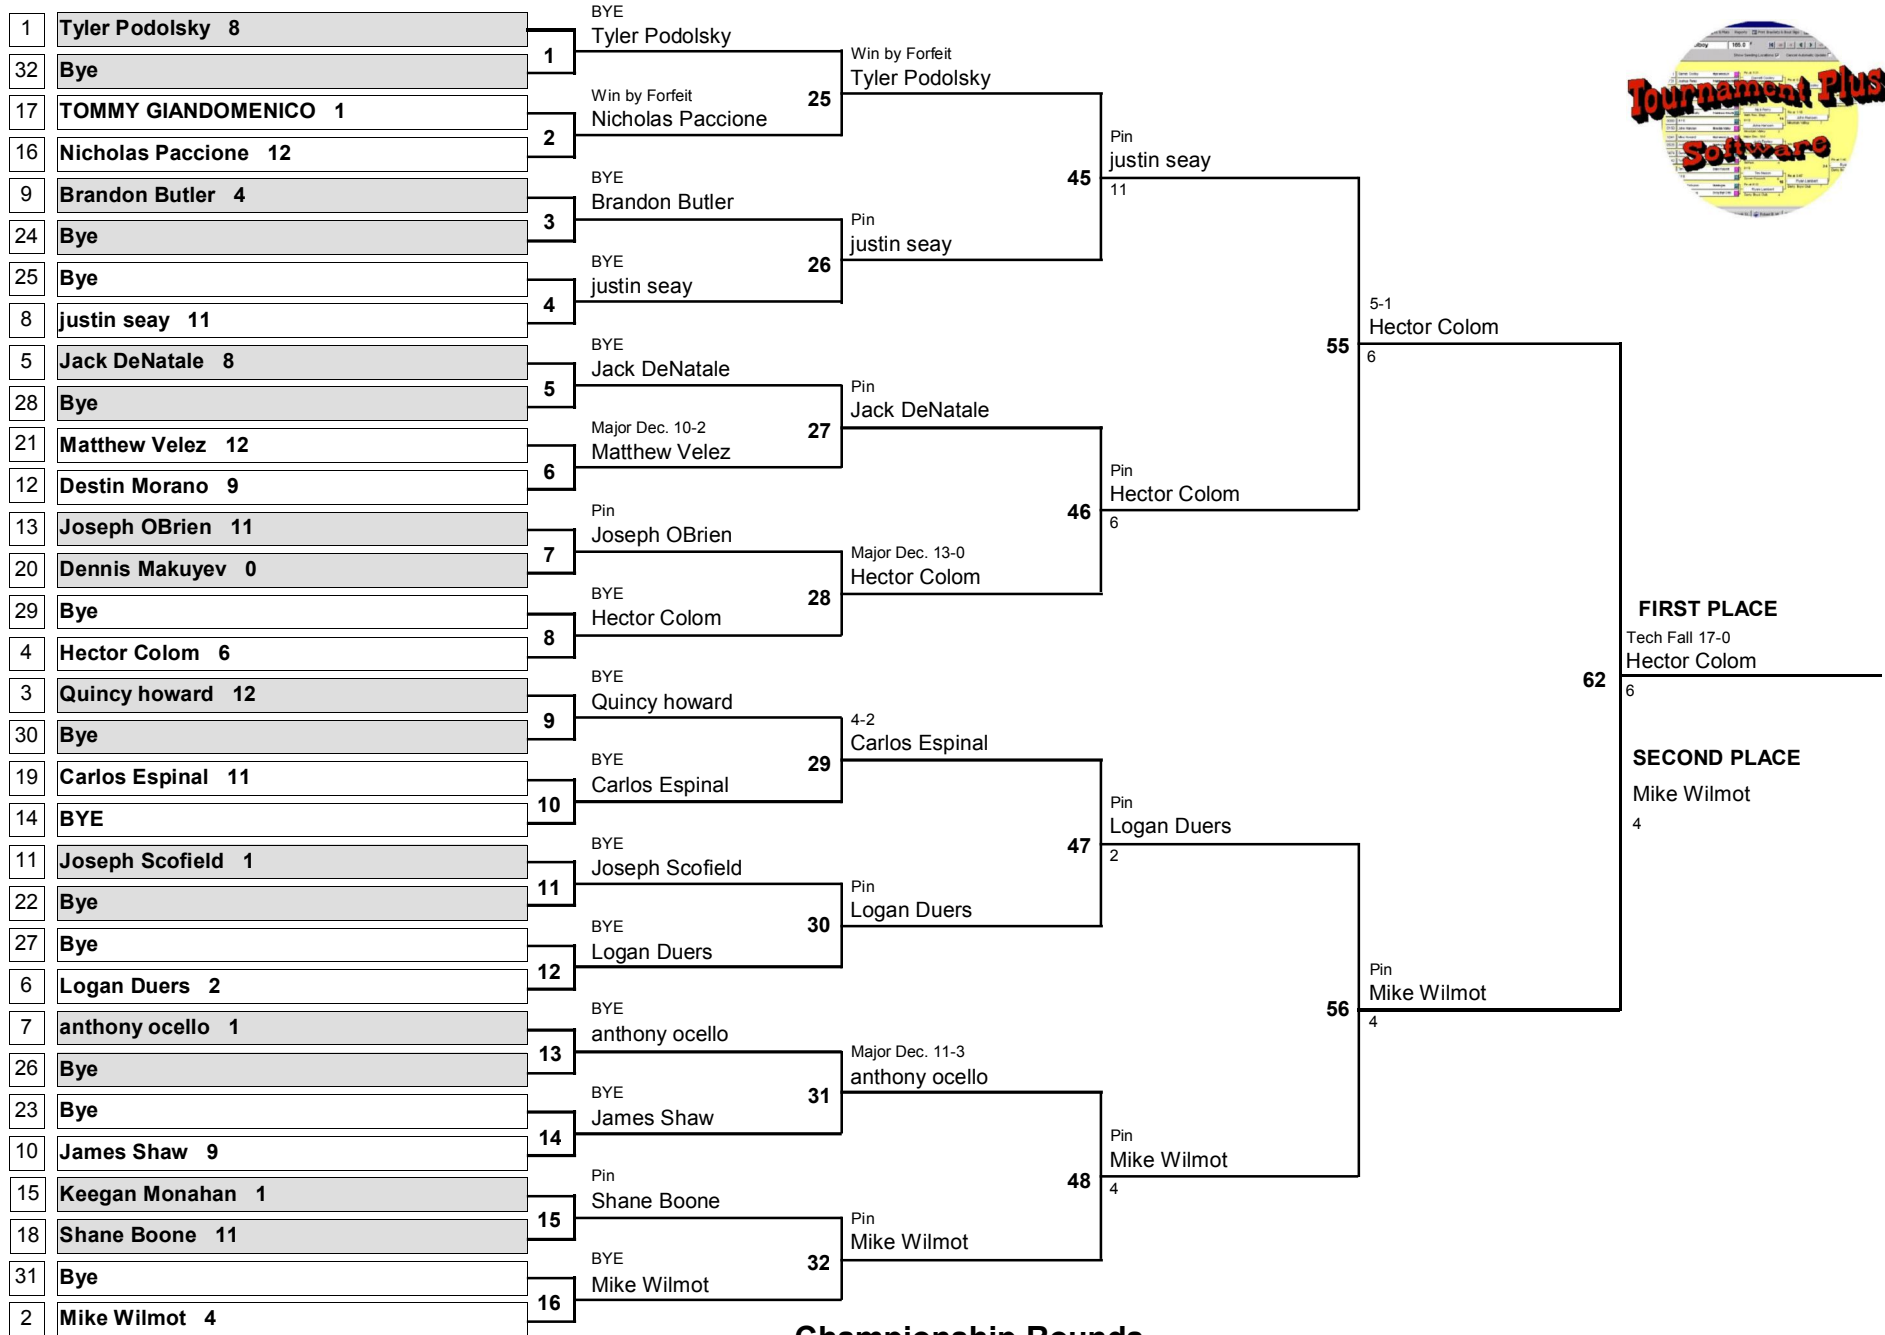 1 Tyler Podolsky 8
32 Bye
17 TOMMY GIANDOMENICO 1
16 Nicholas Paccione 12
9 Brandon Butler 4
24 Bye
25 Bye
8 justin seay 11
5 Jack DeNatale 8
28 Bye
21 Matthew Velez 12
12 Destin Morano 9
13 Joseph OBrien 11
20 Dennis Makuyev 0
29 Bye
4 Hector Colom 6
3 Quincy howard 12
30 Bye
19 Carlos Espinal 11
14 BYE
11 Joseph Scofield 1
22 Bye
27 Bye
6 Logan Duers 2
7 anthony ocello 1
26 Bye
23 Bye
10 James Shaw 9
15 Keegan Monahan 1
18 Shane Boone 11
31 Bye
2 Mike Wilmot 4
BYE
Tyler Podolsky
1
Win by Forfeit
Nicholas Paccione
2
BYE
Brandon Butler
3
BYE
justin seay
4
BYE
Jack DeNatale
5
Major Dec. 10-2
Matthew Velez
6
Pin
Joseph OBrien
7
BYE
Hector Colom
8
BYE
Quincy howard
9
BYE
Carlos Espinal
10
BYE
Joseph Scofield
11
BYE
Logan Duers
12
BYE
anthony ocello
13
BYE
James Shaw
14
Pin
Shane Boone
15
BYE
Mike Wilmot
16
Win by Forfeit
Tyler Podolsky
25
Pin
justin seay
26
Pin
Jack DeNatale
27
Major Dec. 13-0
Hector Colom
28
4-2
Carlos Espinal
29
Pin
Logan Duers
30
Major Dec. 11-3
anthony ocello
31
Pin
Mike Wilmot
32
Pin
justin seay
45
11
Pin
Hector Colom
46
6
Pin
Logan Duers
47
2
Pin
Mike Wilmot
48
4
5-1
Hector Colom
55
6
Pin
Mike Wilmot
56
4
FIRST PLACE
Tech Fall 17-0
Hector Colom
62
6
SECOND PLACE
Mike Wilmot
4
Tournament Plus
Software
Championship Rounds